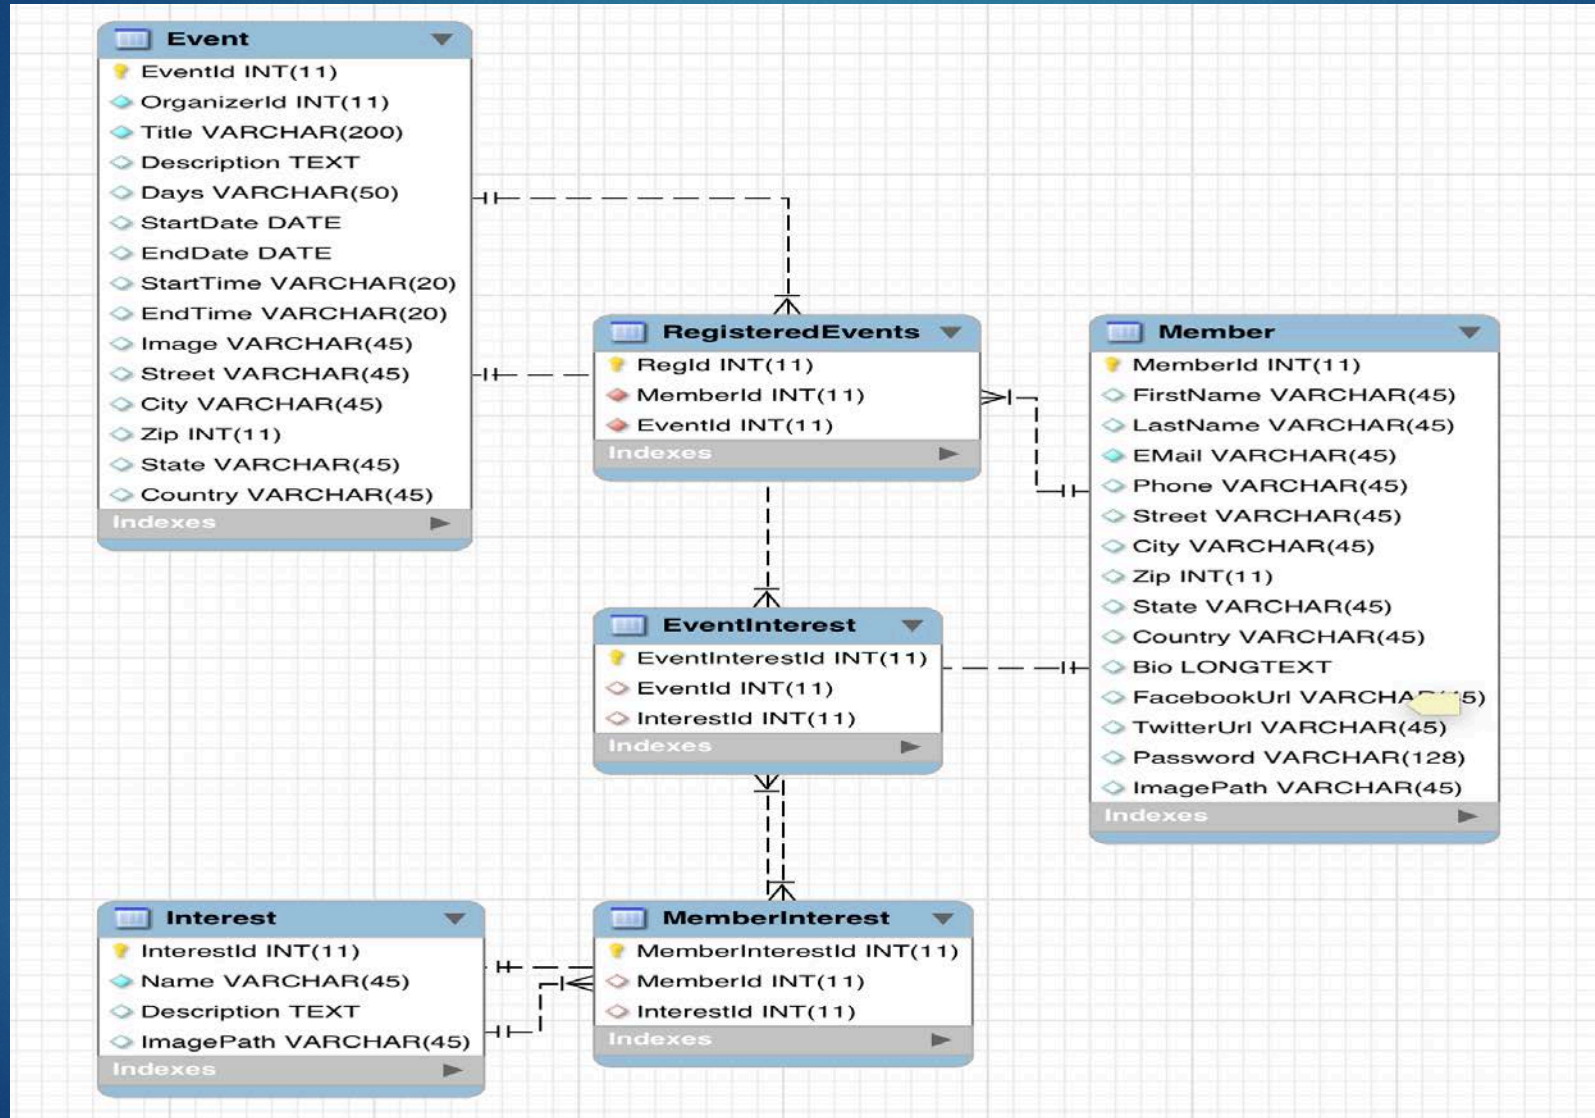 Event
EventId INT(11)
OrganizerId INT(11)
Title VARCHAR(200)
Description TEXT
Days VARCHAR(50)
StartDate DATE
EndDate DATE
StartTime VARCHAR(20)
EndTime VARCHAR(20)
Image VARCHAR(45)
Street VARCHAR(45)
City VARCHAR(45)
Zip INT(11)
State VARCHAR(45)
Country VARCHAR(45)
Indexes
RegisteredEvents
RegId INT(11)
MemberId INT(11)
EventId INT(11)
Indexes
Member
MemberId INT(11)
FirstName VARCHAR(45)
LastName VARCHAR(45)
EMail VARCHAR(45)
Phone VARCHAR(45)
Street VARCHAR(45)
City VARCHAR(45)
Zip INT(11)
State VARCHAR(45)
Country VARCHAR(45)
Bio LONGTEXT
FacebookUrl
TwitterUrl VARCHAR(45)
Password VARCHAR(128)
ImagePath VARCHAR(45)
Indexes
EventInterest
EventInterestId INT(11)
EventId INT(11)
InterestId INT(11)
Indexes
Interest
InterestId INT(11)
Name VARCHAR(45)
Description TEXT
ImagePath VARCHAR(45)
Indexes
MemberInterest
MemberInterestId INT(11)
MemberId INT(11)
InterestId INT(11)
Indexes